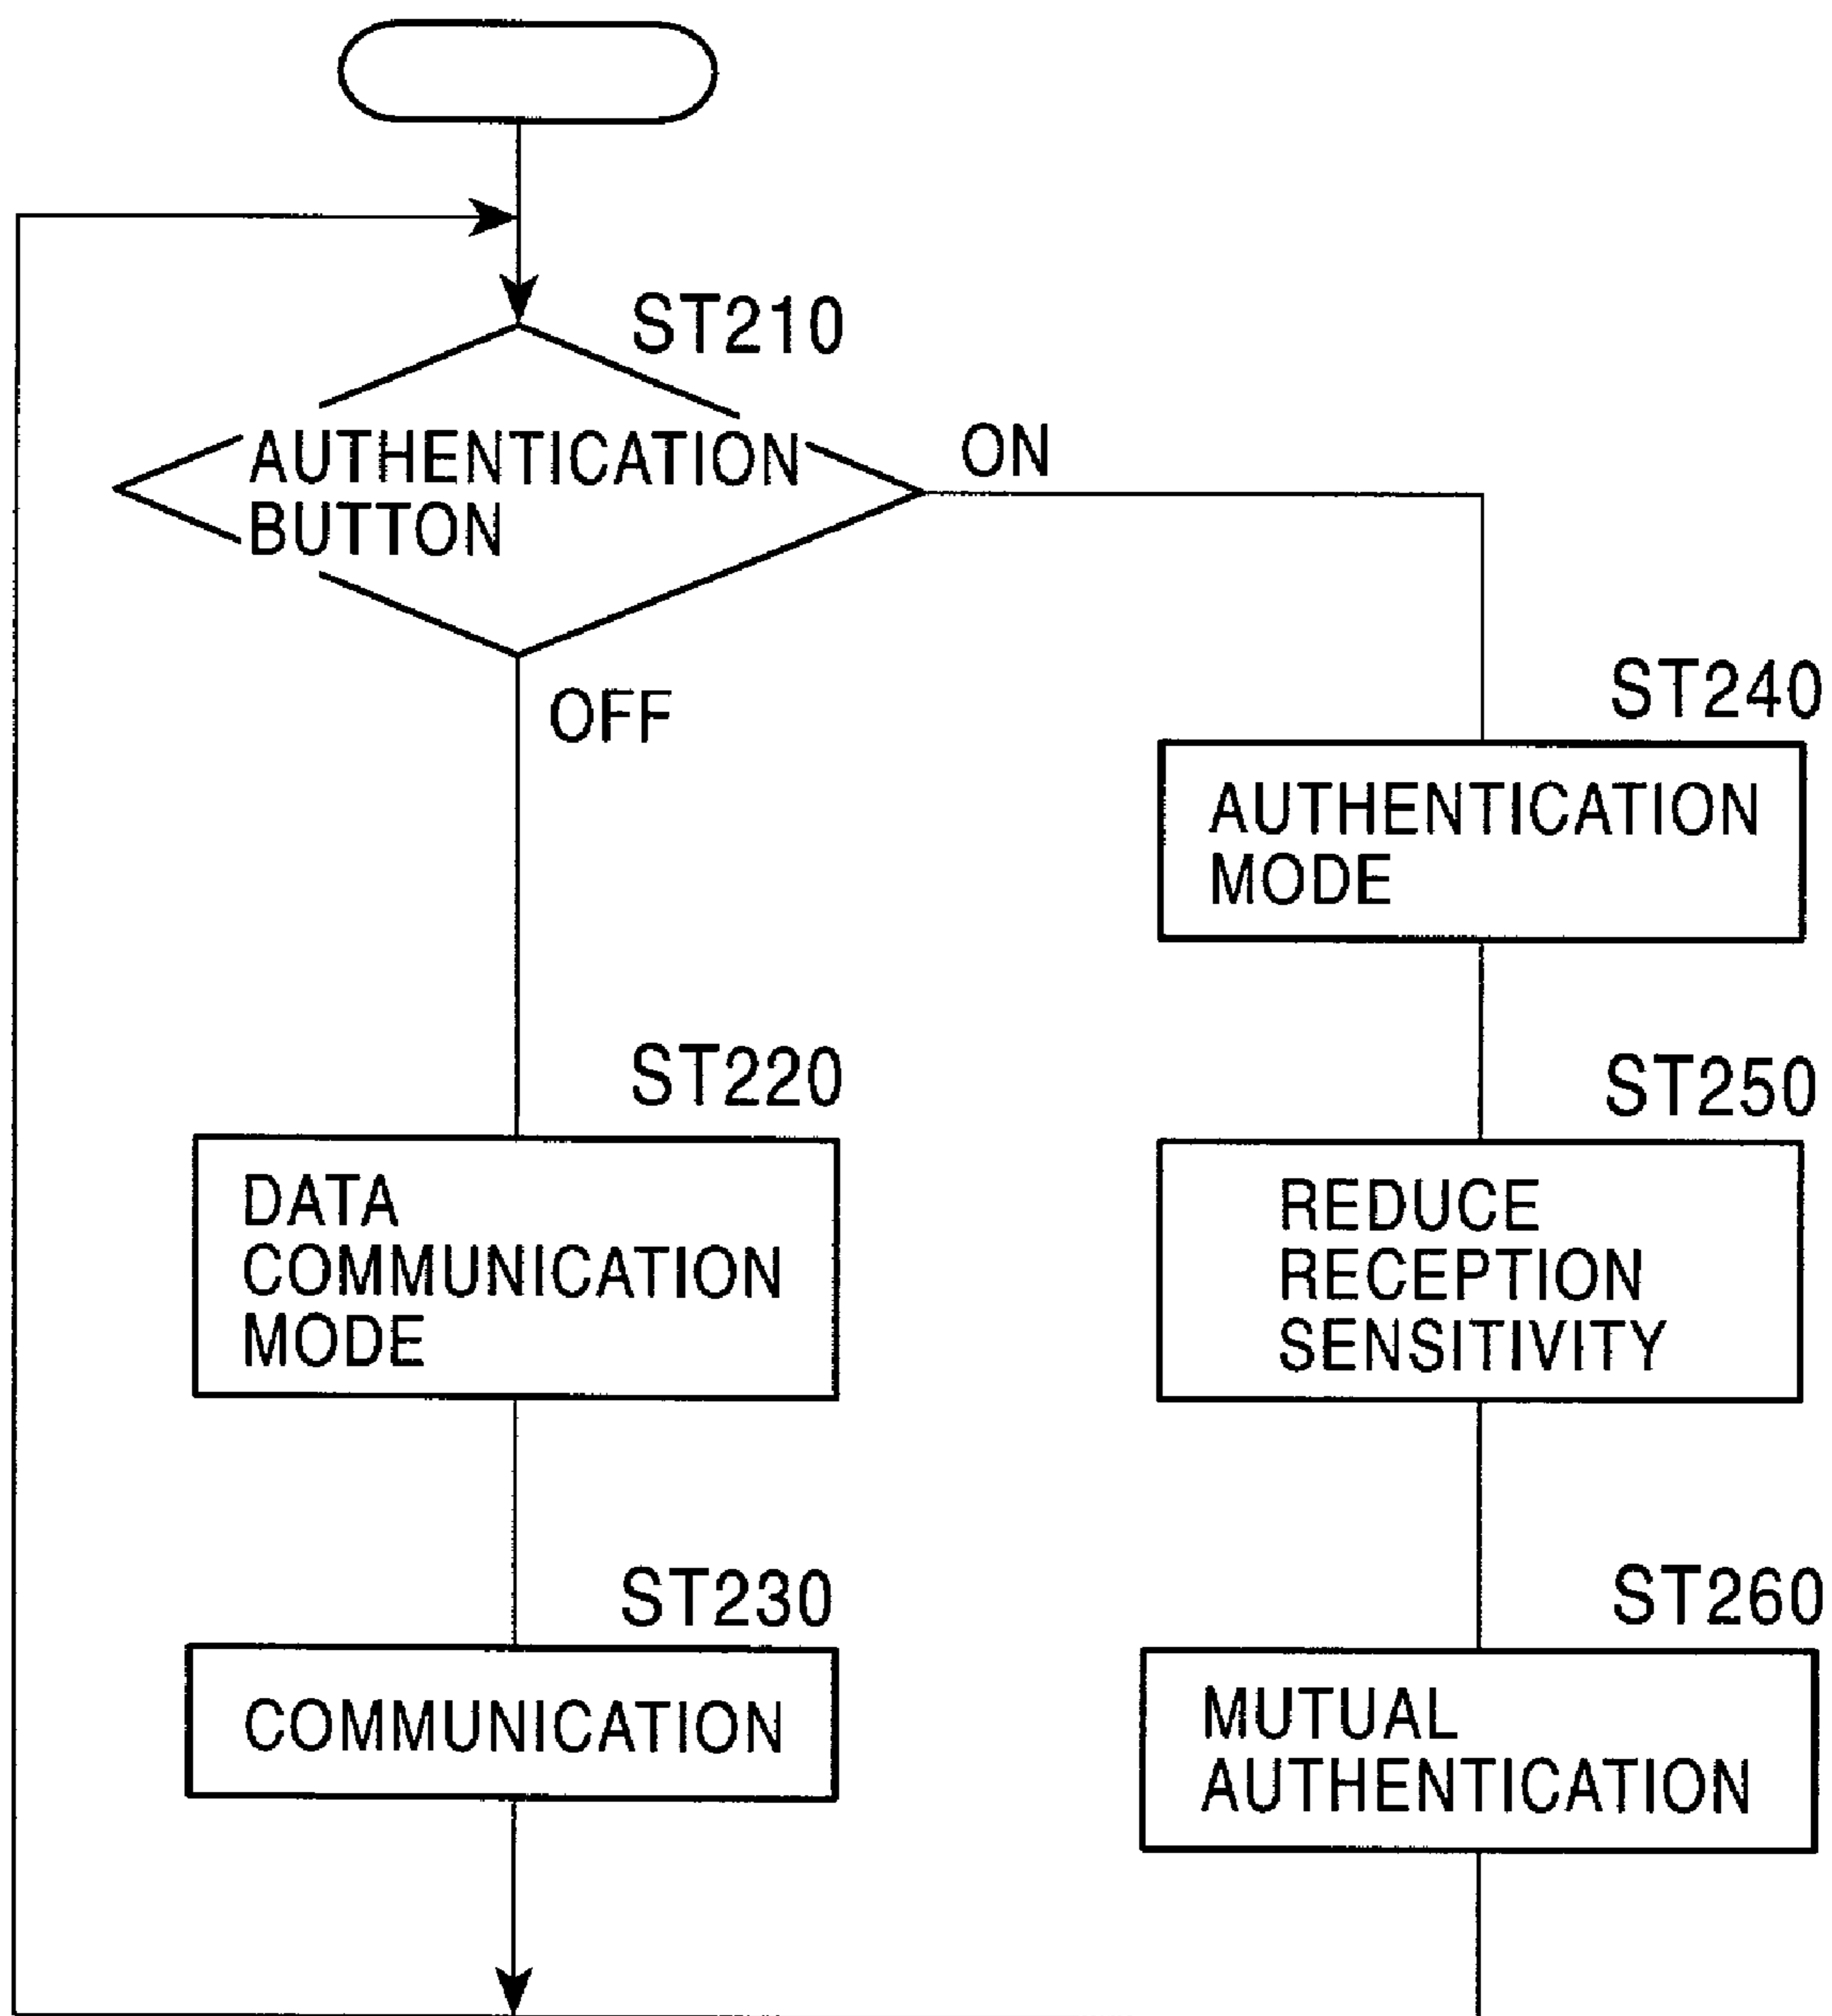 ST210
AUTHENTICATION
BUTTON
ON
OFF
ST240
AUTHENTICATION
MODE
ST220
DATA
COMMUNICATION
MODE
ST250
REDUCE
RECEPTION
SENSITIVITY
ST230
COMMUNICATION
ST260
MUTUAL
AUTHENTICATION